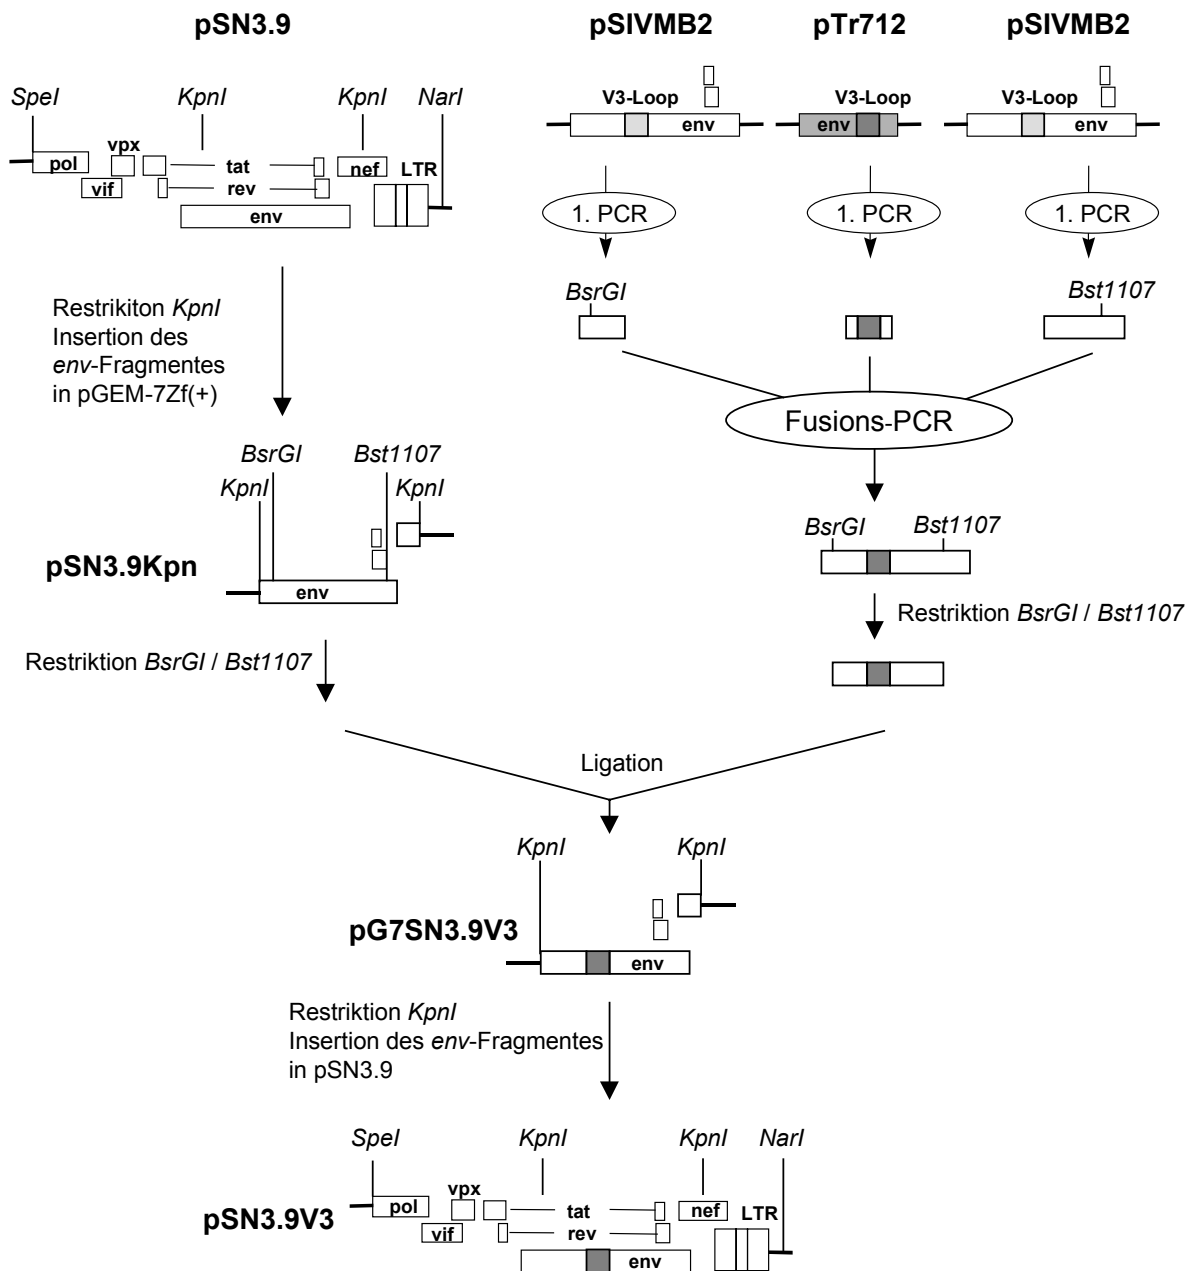 pSN3.9
pSIVMB2
pTr712
pSIVMB2
SpeI
KpnI
KpnI
NarI
V3-Loop
V3-Loop
V3-Loop
env
env
env
vpx
pol
vif
tat
rev
nef
LTR
env
1. PCR
1. PCR
1. PCR
BsrGI
Bst1107
Restrikiton KpnI
Insertion des
env-Fragmentes
in pGEM-7Zf(+)
Fusions-PCR
BsrGI
Bst1107
KpnI
KpnI
pSN3.9Kpn
env
BsrGI
Bst1107
Restriktion BsrGI / Bst1107
Restriktion BsrGI / Bst1107
Ligation
KpnI
KpnI
pG7SN3.9V3
env
Restriktion KpnI
Insertion des env-Fragmentes
in pSN3.9
SpeI
KpnI
KpnI
NarI
pSN3.9V3
vpx
pol
vif
tat
rev
nef
LTR
env